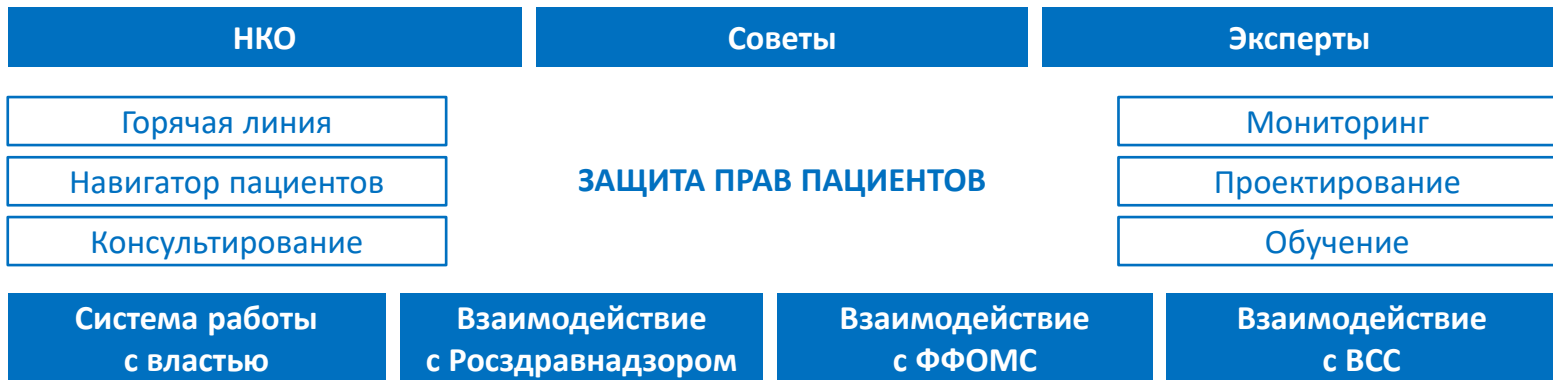 НКО
Советы
Эксперты
Горячая линия
Навигатор пациентов
Консультирование
ЗАЩИТА ПРАВ ПАЦИЕНТОВ
Мониторинг
Проектирование
Обучение
Система работы
с властью
Взаимодействие
с Росздравнадзором
Взаимодействие
с ФФОМС
Взаимодействие
с ВСС